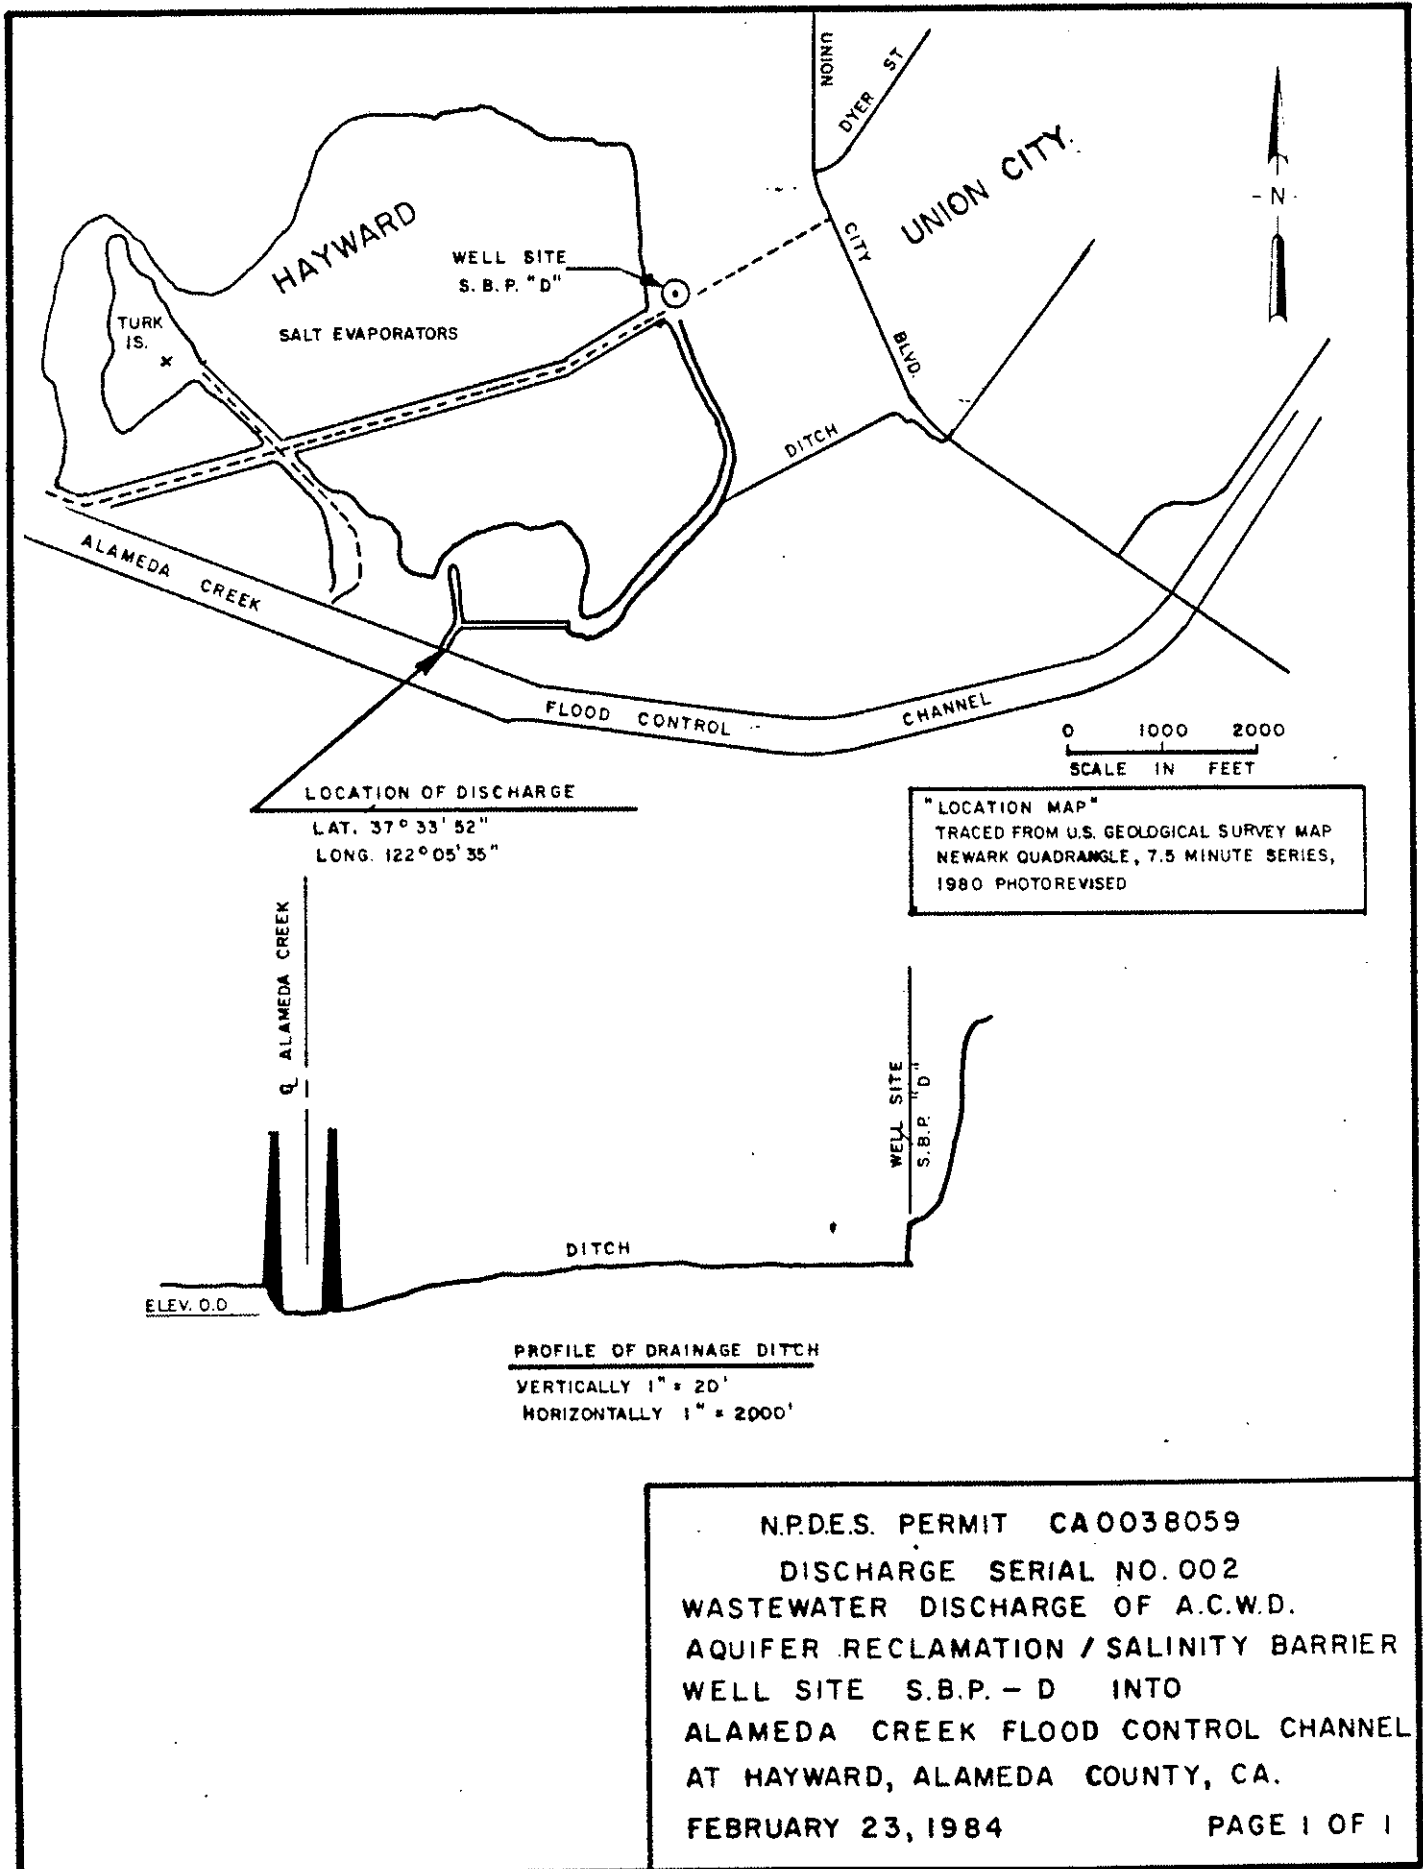 UNION
DYER ST
UNION CITY
- N -
HAYWARD
WELL SITE
S. B. P. "D"
CITY
TURK
IS.
SALT EVAPORATORS
BLVD.
DITCH
ALAMEDA CREEK
FLOOD CONTROL
CHANNEL
0 1000 2000
SCALE IN FEET
LOCATION OF DISCHARGE
LAT. 37° 33' 52"
LONG. 122° 05' 35"
"LOCATION MAP"
TRACED FROM U.S. GEOLOGICAL SURVEY MAP
NEWARK QUADRANGLE, 7.5 MINUTE SERIES,
1980 PHOTOREVISED
℄ ALAMEDA CREEK
WELL SITE
S.B.P. "D"
DITCH
ELEV. 0.0
PROFILE OF DRAINAGE DITCH
VERTICALLY 1" = 20'
HORIZONTALLY 1" = 2000'
N.P.D.E.S. PERMIT CA0038059
DISCHARGE SERIAL NO. 002
WASTEWATER DISCHARGE OF A.C.W.D.
AQUIFER RECLAMATION / SALINITY BARRIER
WELL SITE S.B.P. - D INTO
ALAMEDA CREEK FLOOD CONTROL CHANNEL
AT HAYWARD, ALAMEDA COUNTY, CA.
FEBRUARY 23, 1984 PAGE 1 OF 1